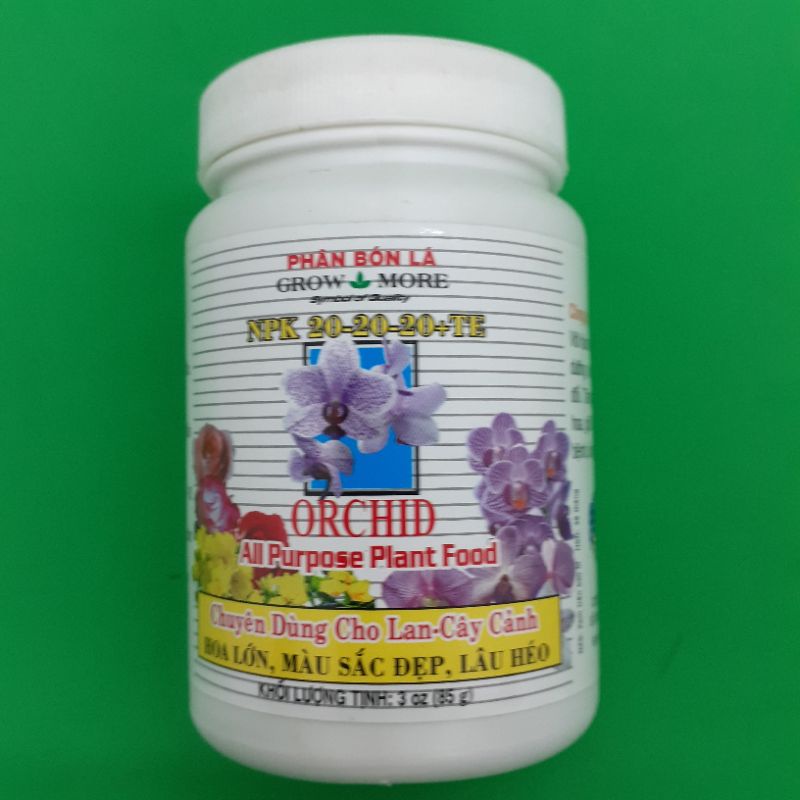 PHÂN BÓN LÁ
GROW MORE
Symbol of Quality
NPK 20-20-20+TE
ORCHID
All Purpose Plant Food
Chuyên Dùng Cho Lan-Cây Cảnh
HOA LỚN, MÀU SẮC ĐẸP, LÂU HÉO
KHỐI LƯỢNG TỊNH: 3 oz (85 g)